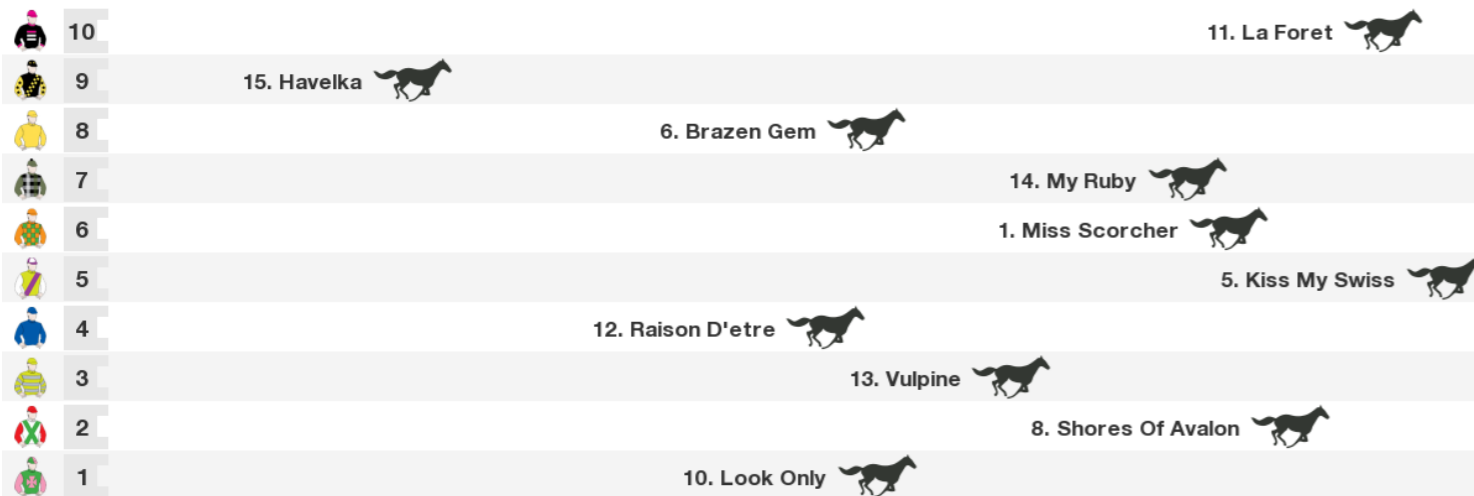 10 11. La Foret
9 15. Havelka
8 6. Brazen Gem
7 14. My Ruby
6 1. Miss Scorcher
5 5. Kiss My Swiss
4 12. Raison D'etre
3 13. Vulpine
2 8. Shores Of Avalon
1 10. Look Only